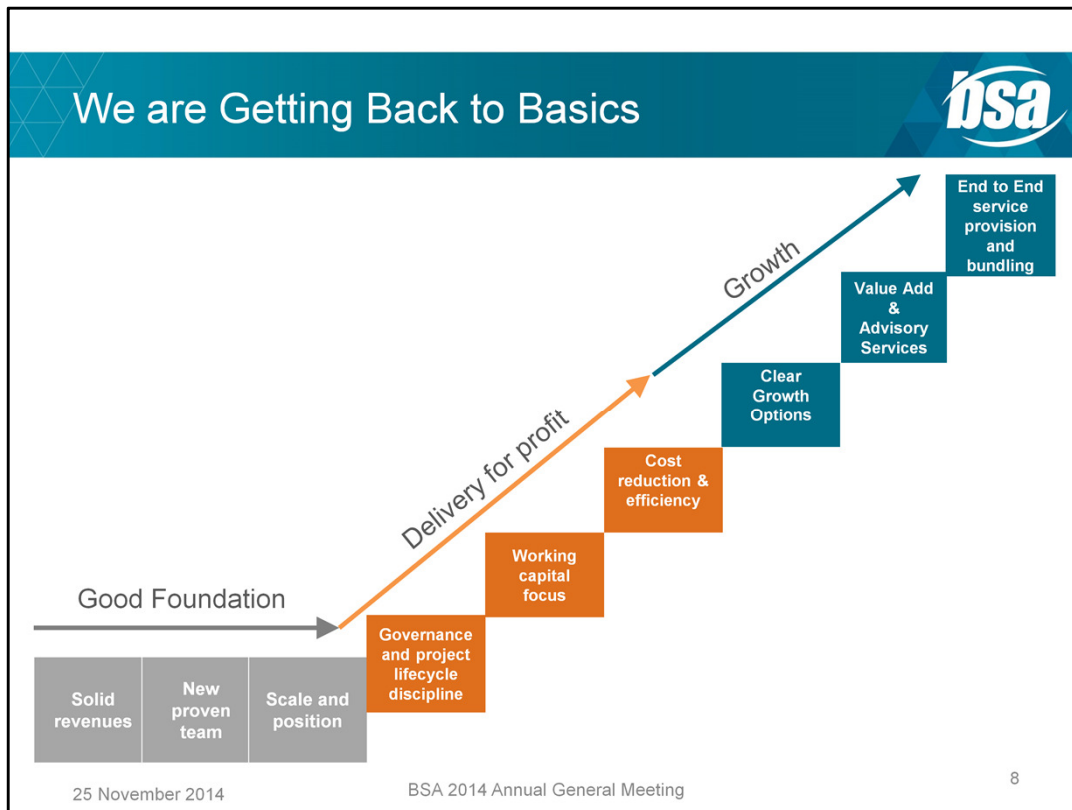 We are Getting Back to Basics
bsa
End to End
service
provision
and
bundling
Growth
Value Add
&
Advisory
Services
Clear
Growth
Options
Delivery for profit
Cost
reduction &
efficiency
Working
capital
focus
Good Foundation
Governance
and project
lifecycle
discipline
Solid
revenues
New
proven
team
Scale and
position
25 November 2014
BSA 2014 Annual General Meeting
8